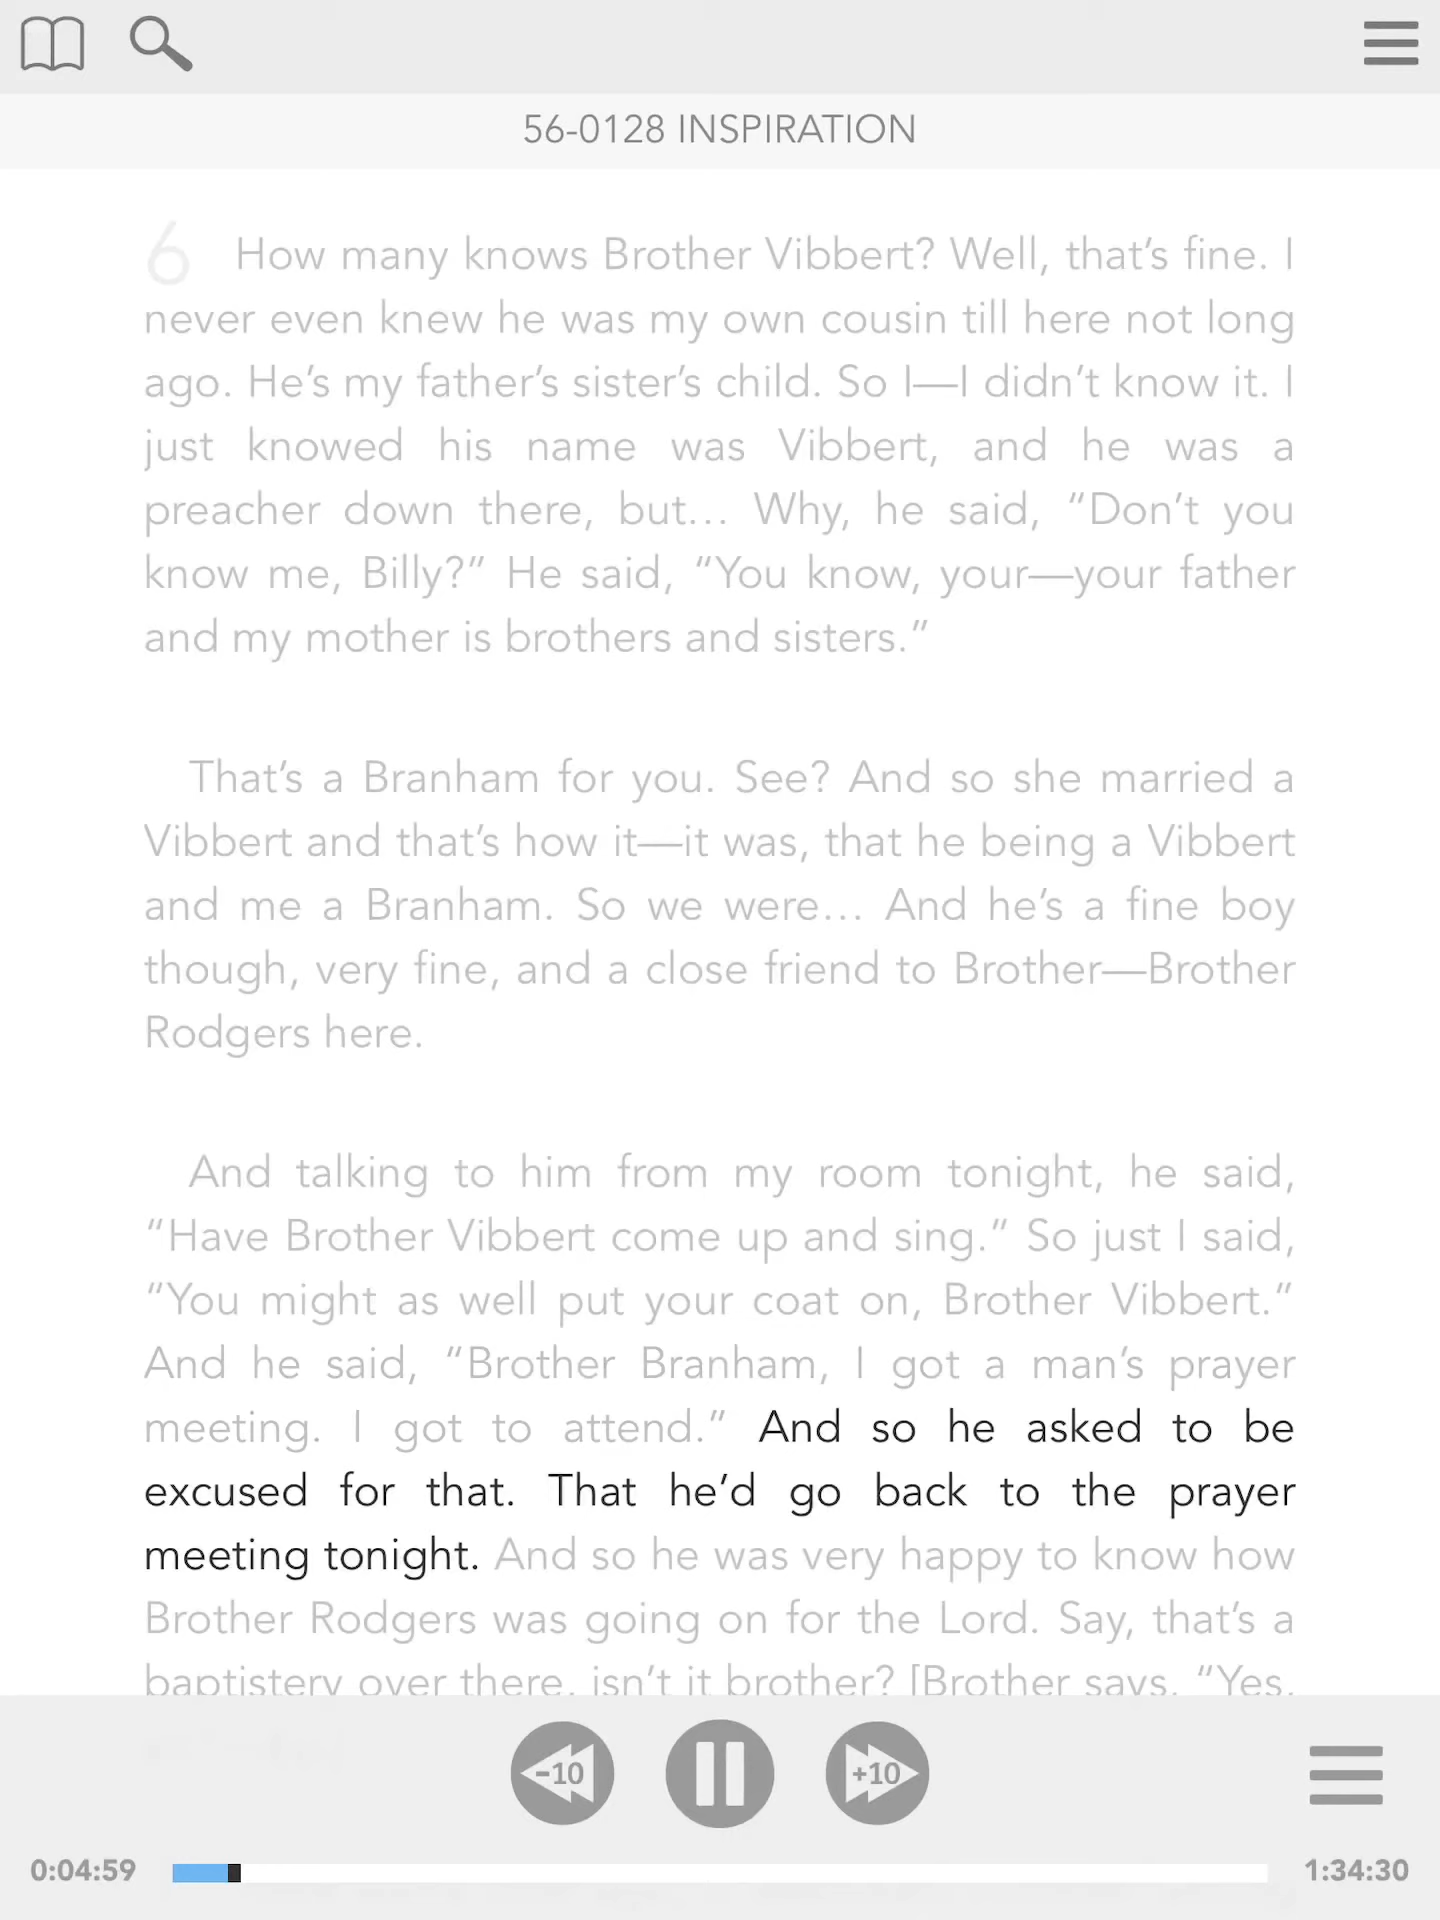 56-0128 INSPIRATION
6 How many knows Brother Vibbert? Well, that’s fine. I
never even knew he was my own cousin till here not long
ago. He’s my father’s sister’s child. So I—I didn’t know it. I
just knowed his name was Vibbert, and he was a
preacher down there, but… Why, he said, “Don’t you
know me, Billy?” He said, “You know, your—your father
and my mother is brothers and sisters.”
That’s a Branham for you. See? And so she married a
Vibbert and that’s how it—it was, that he being a Vibbert
and me a Branham. So we were… And he’s a fine boy
though, very fine, and a close friend to Brother—Brother
Rodgers here.
And talking to him from my room tonight, he said,
“Have Brother Vibbert come up and sing.” So just I said,
“You might as well put your coat on, Brother Vibbert.”
And he said, “Brother Branham, I got a man’s prayer
meeting. I got to attend.” And so he asked to be
excused for that. That he’d go back to the prayer
meeting tonight. And so he was very happy to know how
Brother Rodgers was going on for the Lord. Say, that’s a
baptistery over there, isn’t it brother? [Brother says, “Yes,
-10 +10
0:04:59 1:34:30